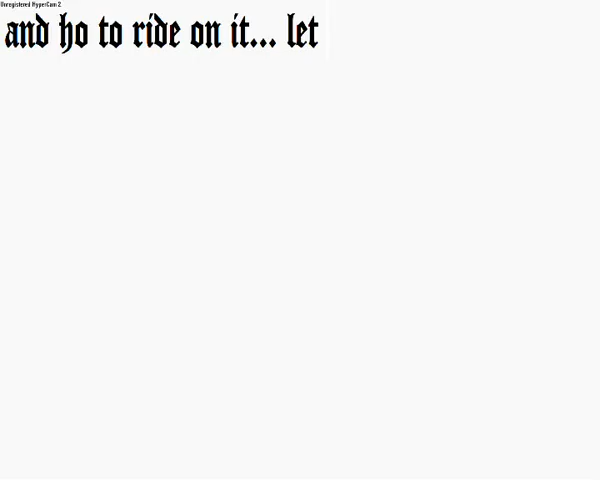 Unregistered HyperCam 2
and ho to ride on it... let